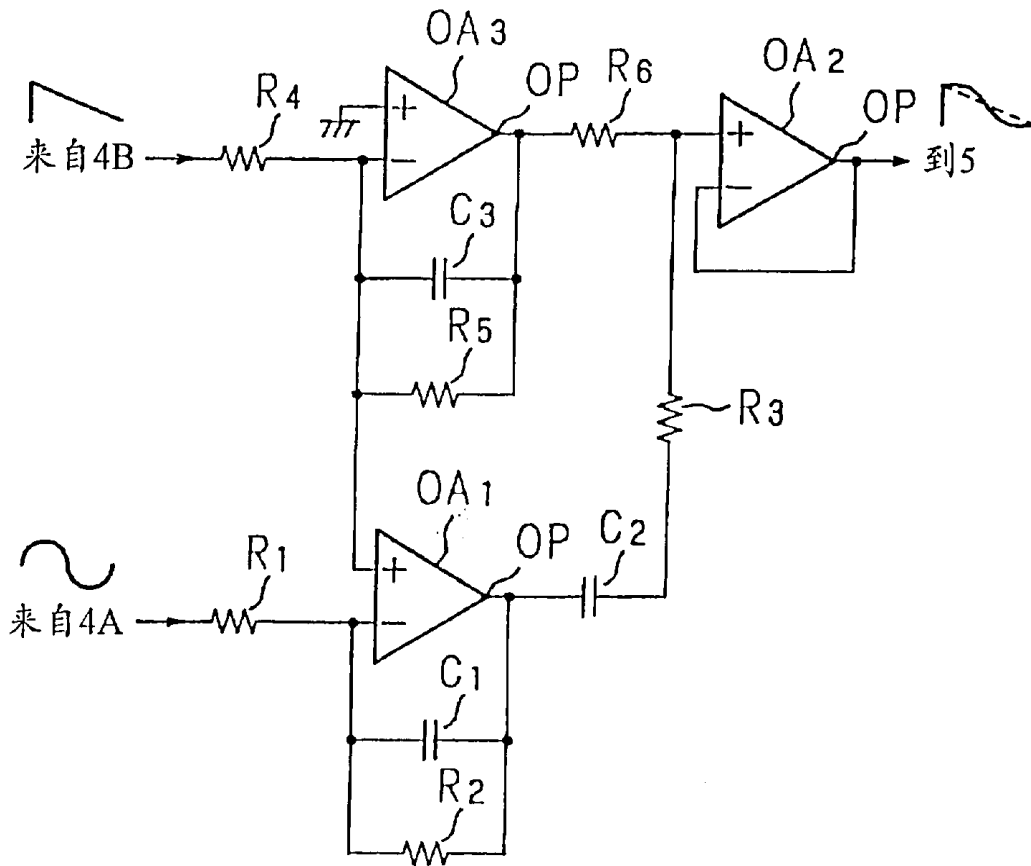 OA3
OP
R6
OA2
OP
R4
来自4B
+
−
+
−
到5
C3
R5
R3
OA1
OP
C2
R1
来自4A
+
−
C1
R2